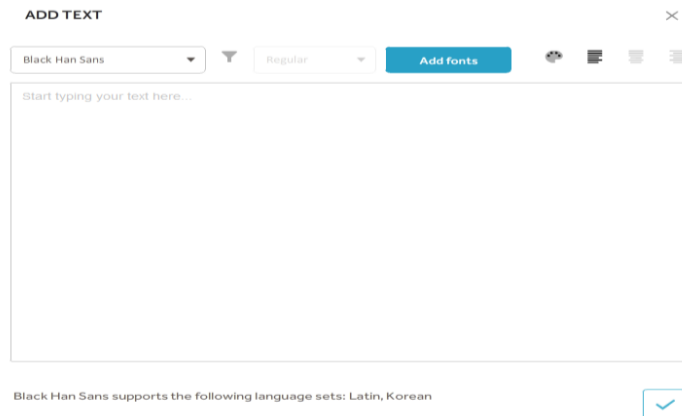 ADD TEXT
Black Han Sans
Regular
Add fonts
Start typing your text here...
Black Han Sans supports the following language sets: Latin, Korean